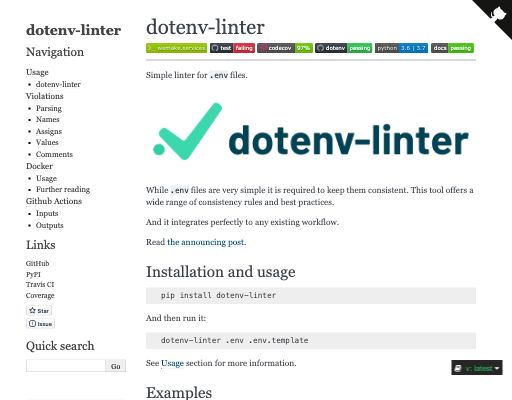 dotenv-linter
Navigation
Usage
dotenv-linter
Violations
Parsing
Names
Assigns
Values
Comments
Docker
Usage
Further reading
Github Actions
Inputs
Outputs
Links
GitHub
PyPI
Travis CI
Coverage
Star
Issue
Quick search
Go
dotenv-linter
wemake.services test failing codecov 97% dotenv passing python 3.6 | 3.7 docs passing
Simple linter for .env files.
dotenv-linter
While .env files are very simple it is required to keep them consistent. This tool offers a
wide range of consistency rules and best practices.
And it integrates perfectly to any existing workflow.
Read the announcing post.
Installation and usage
pip install dotenv-linter
And then run it:
dotenv-linter .env .env.template
See Usage section for more information.
Examples
v: latest